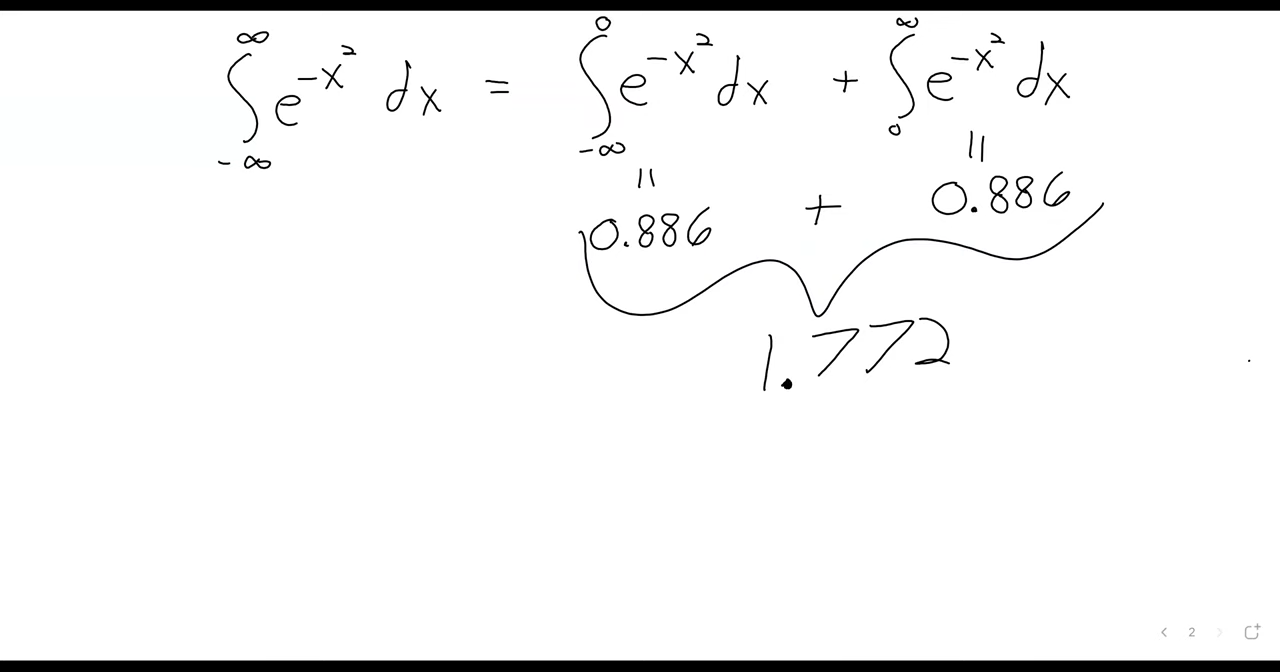 ∫_{-∞}^{∞} e^{-x²} dx = ∫_{-∞}^{0} e^{-x²} dx + ∫_{0}^{∞} e^{-x²} dx
= =
0.886 + 0.886
1.772
< 2 >